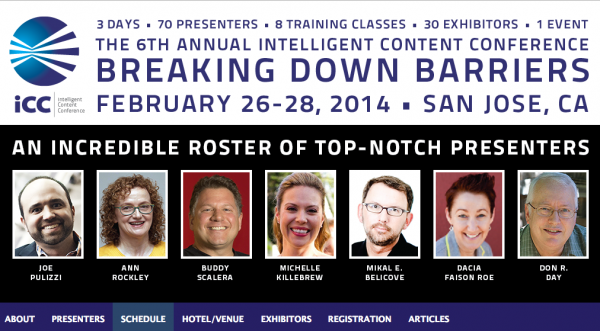 3 DAYS • 70 PRESENTERS • 8 TRAINING CLASSES • 30 EXHIBITORS • 1 EVENT
THE 6TH ANNUAL INTELLIGENT CONTENT CONFERENCE
BREAKING DOWN BARRIERS
FEBRUARY 26-28, 2014 • SAN JOSE, CA
icc
Intelligent
Content
Conference
AN INCREDIBLE ROSTER OF TOP-NOTCH PRESENTERS
JOE
PULIZZI
ANN
ROCKLEY
BUDDY
SCALERA
MICHELLE
KILLEBREW
MIKAL E.
BELICOVE
DACIA
FAISON ROE
DON R.
DAY
ABOUT PRESENTERS SCHEDULE HOTEL/VENUE EXHIBITORS REGISTRATION ARTICLES